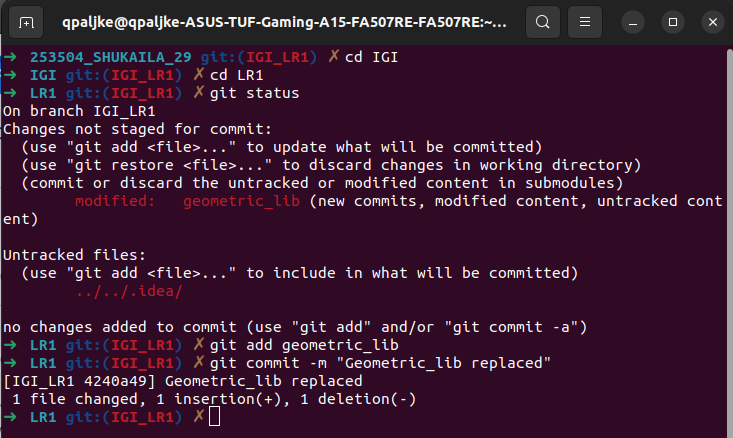 qpaljke@qpaljke-ASUS-TUF-Gaming-A15-FA507RE-FA507RE:~...
➜ 253504_SHUKAILA_29 git:(IGI_LR1) ✗ cd IGI
➜ IGI git:(IGI_LR1) ✗ cd LR1
➜ LR1 git:(IGI_LR1) ✗ git status
On branch IGI_LR1
Changes not staged for commit:
  (use "git add <file>..." to update what will be committed)
  (use "git restore <file>..." to discard changes in working directory)
  (commit or discard the untracked or modified content in submodules)
        modified:   geometric_lib (new commits, modified content, untracked cont
ent)
Untracked files:
  (use "git add <file>..." to include in what will be committed)
        ../../.idea/
no changes added to commit (use "git add" and/or "git commit -a")
➜ LR1 git:(IGI_LR1) ✗ git add geometric_lib
➜ LR1 git:(IGI_LR1) ✗ git commit -m "Geometric_lib replaced"
[IGI_LR1 4240a49] Geometric_lib replaced
 1 file changed, 1 insertion(+), 1 deletion(-)
➜ LR1 git:(IGI_LR1) ✗